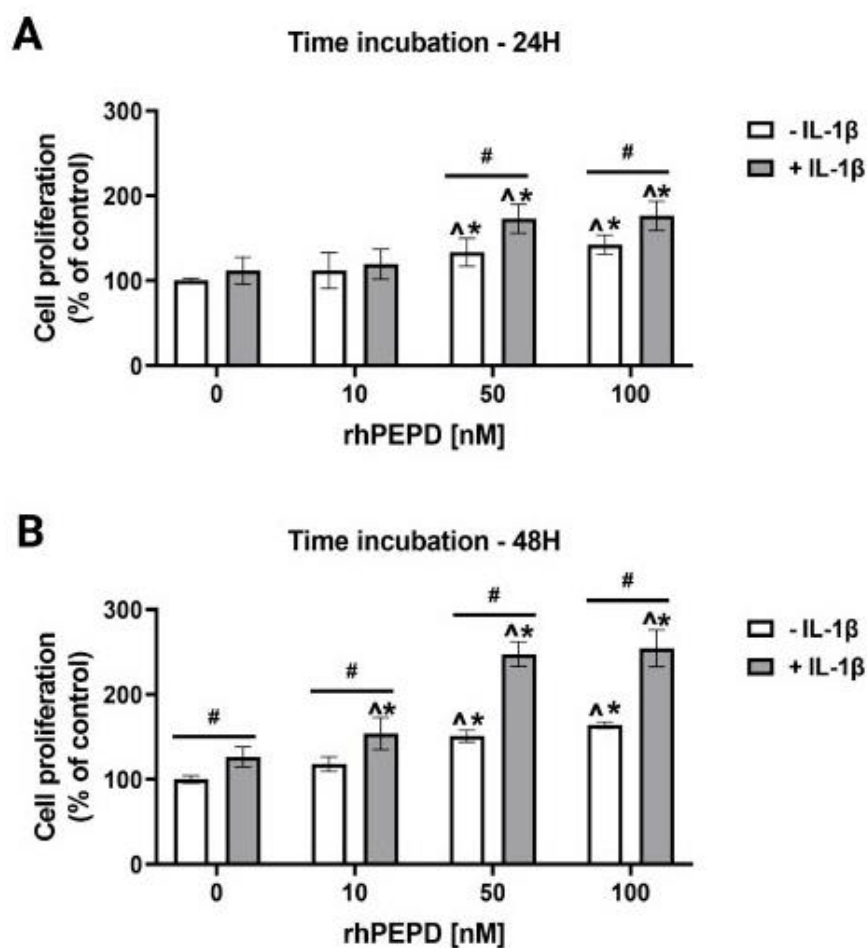 A
Time incubation - 24H
Cell proliferation
(% of control)
300
200
100
0
#
#
^*
^*
^*
^*
0
10
50
100
rhPEPD [nM]
- IL-1β
+ IL-1β
B
Time incubation - 48H
Cell proliferation
(% of control)
300
200
100
0
#
#
#
#
^*
^*
^*
^*
^*
0
10
50
100
rhPEPD [nM]
- IL-1β
+ IL-1β